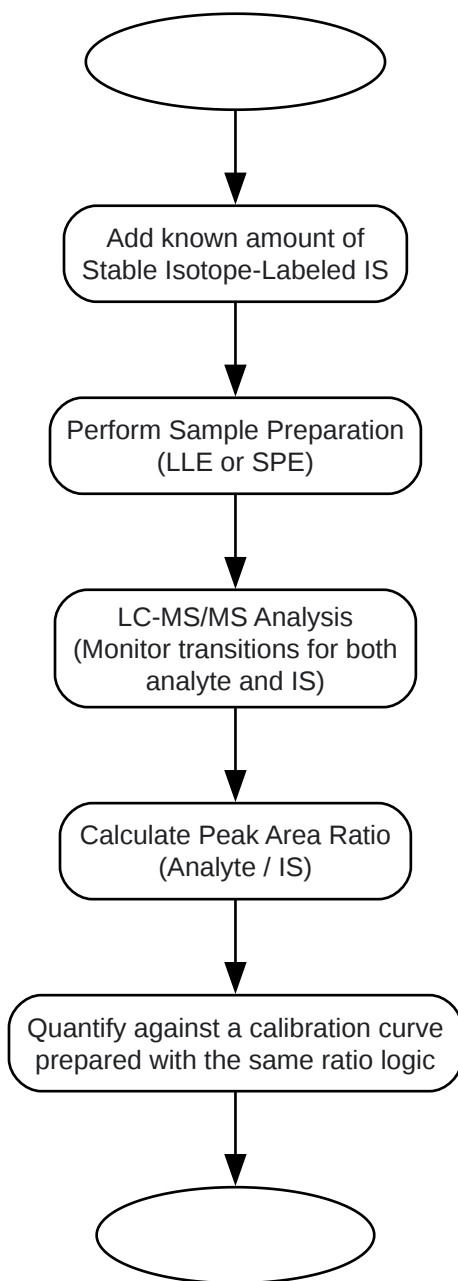 Add known amount of
Stable Isotope-Labeled IS
Perform Sample Preparation
(LLE or SPE)
LC-MS/MS Analysis
(Monitor transitions for both
analyte and IS)
Calculate Peak Area Ratio
(Analyte / IS)
Quantify against a calibration curve
prepared with the same ratio logic